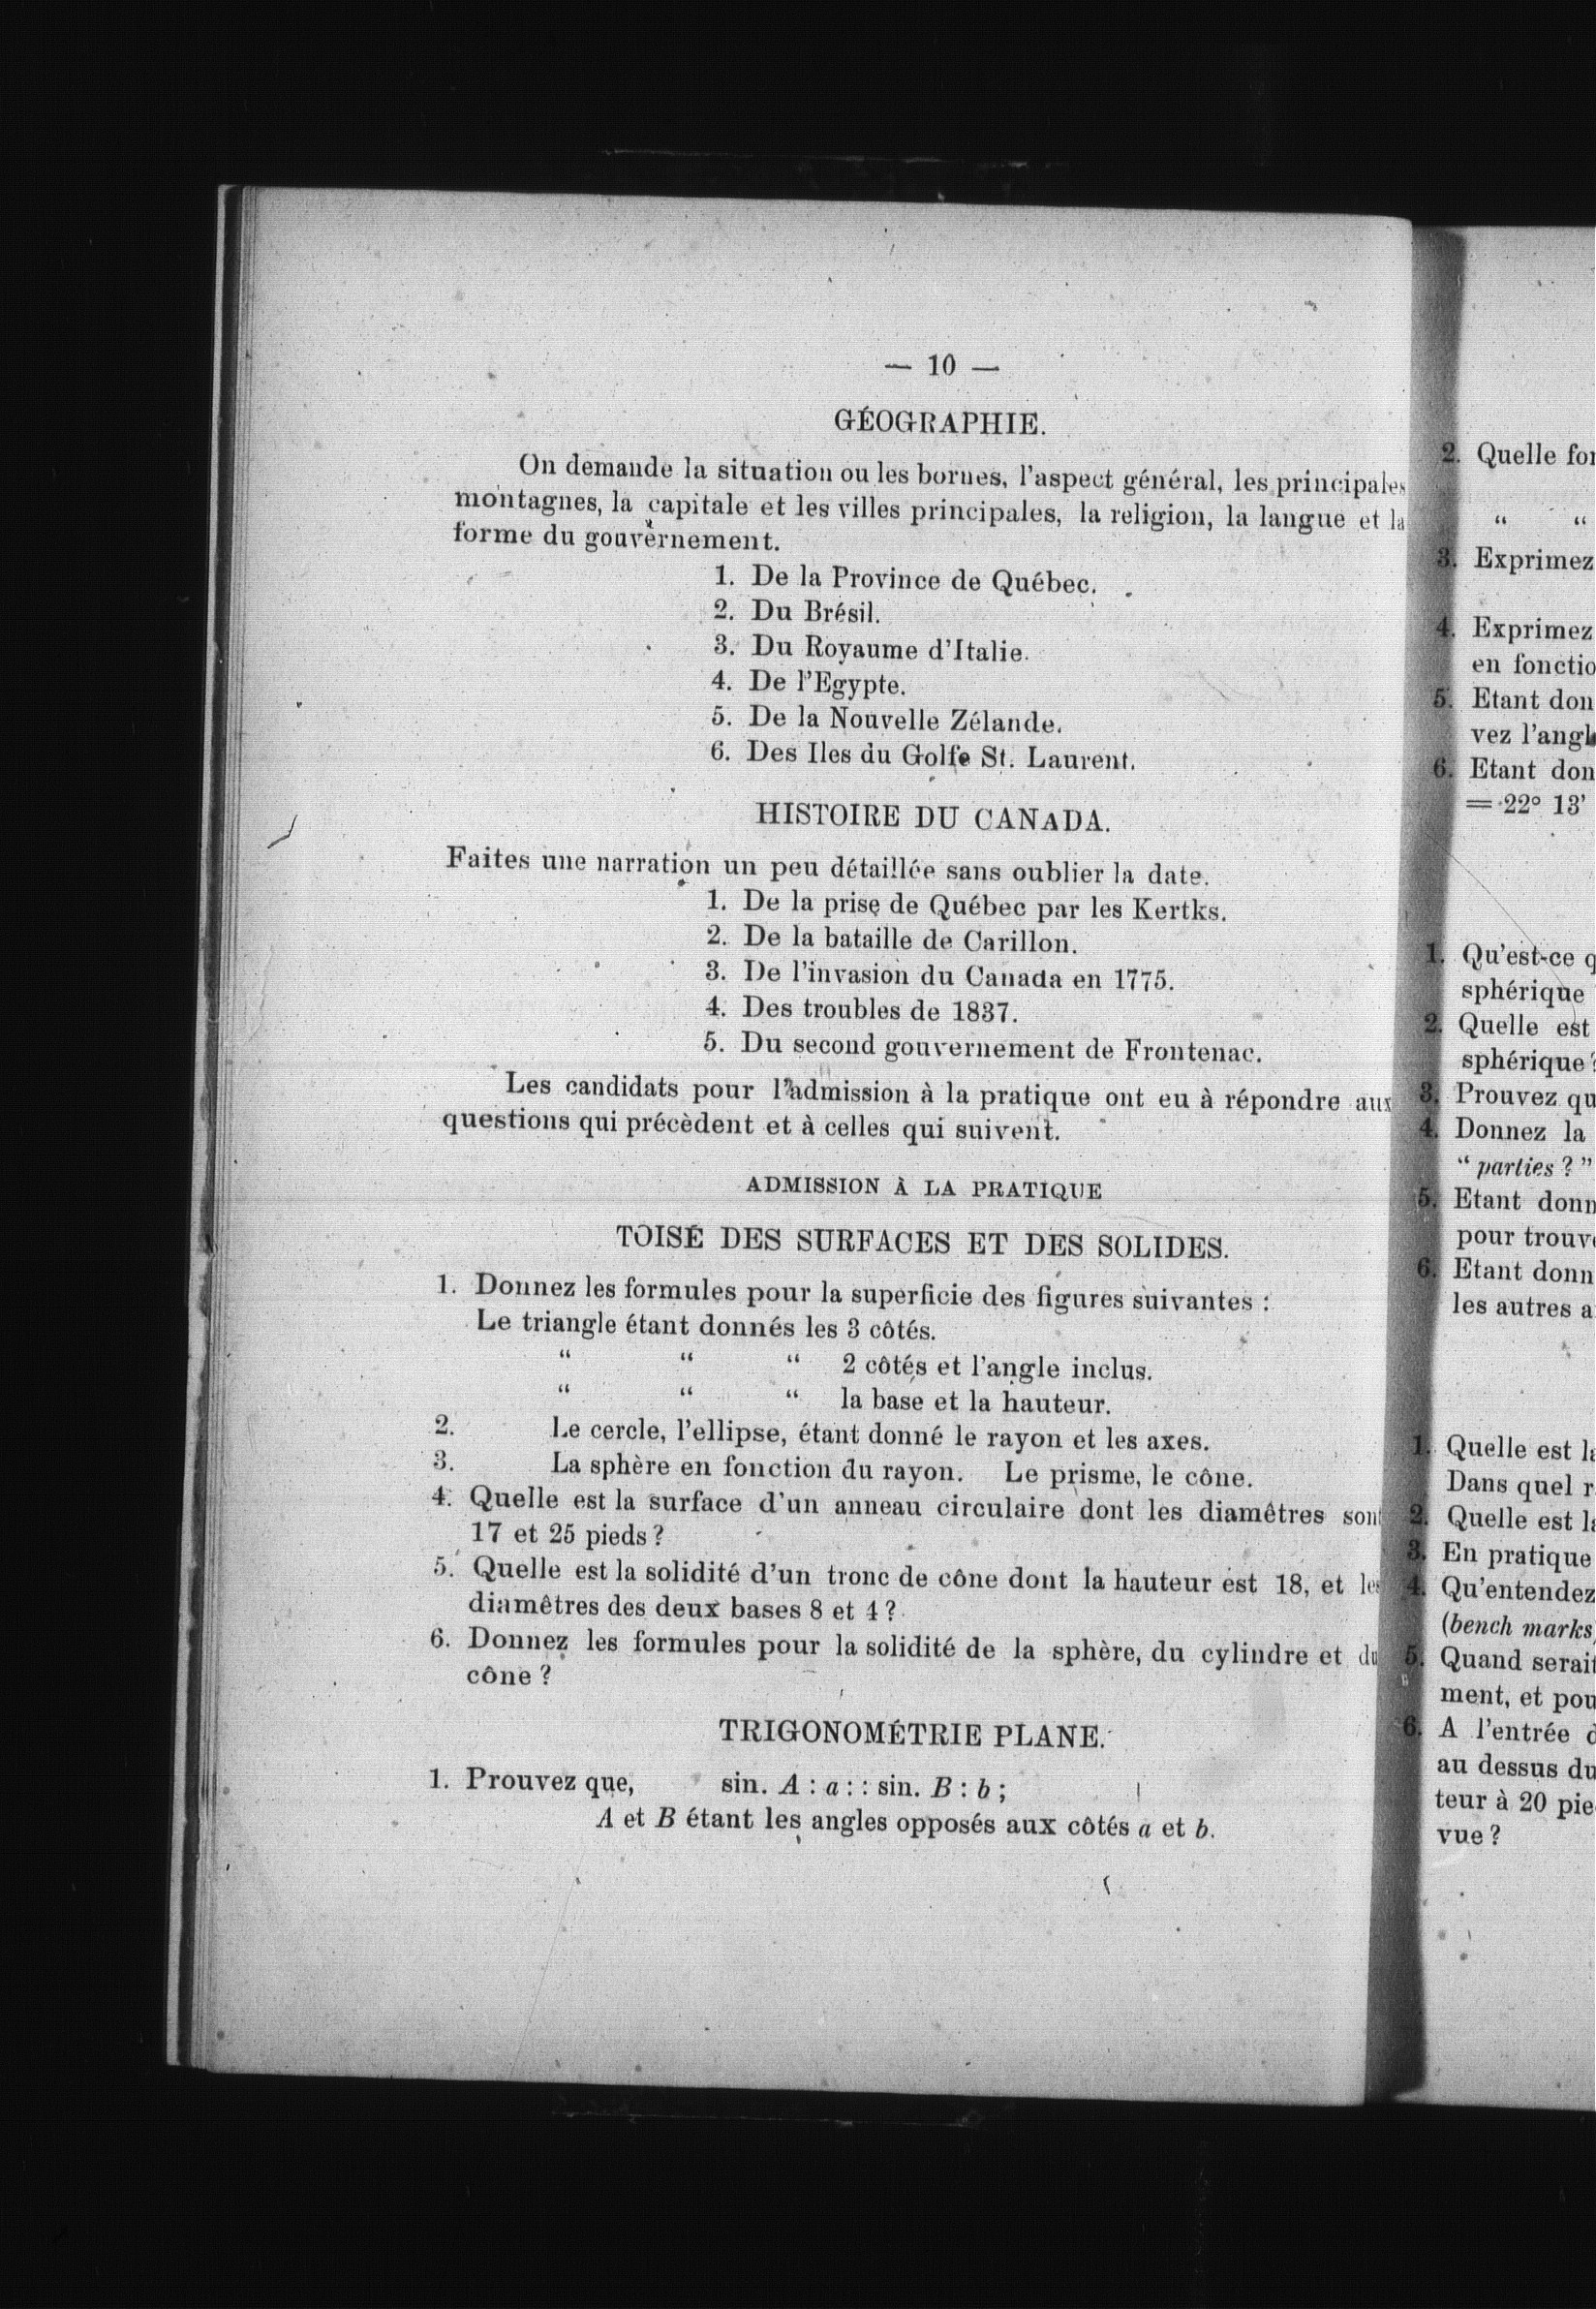 — 10 —
GÉOGRAPHIE.
On demande la situation ou les bornes, l'aspect général, les principales
montagnes, la capitale et les villes principales, la religion, la langue et la
forme du gouvernement.
1. De la Province de Québec.
2. Du Brésil.
3. Du Royaume d'Italie.
4. De l'Egypte.
5. De la Nouvelle Zélande.
6. Des Iles du Golfe St. Laurent.
HISTOIRE DU CANADA.
Faites une narration un peu détaillée sans oublier la date.
1. De la prise de Québec par les Kertks.
2. De la bataille de Carillon.
3. De l'invasion du Canada en 1775.
4. Des troubles de 1837.
5. Du second gouvernement de Frontenac.
Les candidats pour l'admission à la pratique ont eu à répondre aux
questions qui précèdent et à celles qui suivent.
ADMISSION À LA PRATIQUE
TOISÉ DES SURFACES ET DES SOLIDES.
1. Donnez les formules pour la superficie des figures suivantes :
Le triangle étant donnés les 3 côtés.
“ “ “ 2 côtés et l'angle inclus.
“ “ “ la base et la hauteur.
2. Le cercle, l'ellipse, étant donné le rayon et les axes.
3. La sphère en fonction du rayon. Le prisme, le cône.
4. Quelle est la surface d'un anneau circulaire dont les diamêtres sont
17 et 25 pieds ?
5. Quelle est la solidité d'un tronc de cône dont la hauteur est 18, et les
diamêtres des deux bases 8 et 4 ?
6. Donnez les formules pour la solidité de la sphère, du cylindre et du
cône ?
TRIGONOMÉTRIE PLANE.
1. Prouvez que, sin. A : a : : sin. B : b ;
A et B étant les angles opposés aux côtés a et b.
2. Quelle
“ “
3. Exprimez
4. Exprimez
en
5. Etant
vez
6. Etant
= 22° 13'
1. Qu'est-ce
sphérique
2. Quelle est
sphérique ?
3. Prouvez
4. Donnez la
“ parties ? ”
5. Etant
pour
6. Etant
les autres
1. Quelle est
Dans quel
2. Quelle est
3. En pratique
4. Qu'entendez
(bench marks
5. Quand
ment, et
6. A l'entrée
au dessus du
teur à 20
vue ?